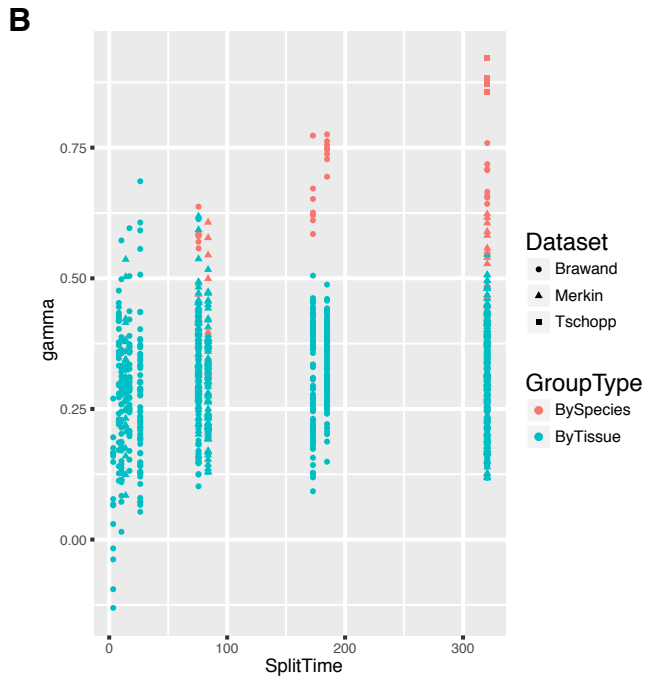 B
gamma
0.75
0.50
0.25
0.00
0
100
200
300
SplitTime
Dataset
Brawand
Merkin
Tschopp
GroupType
BySpecies
ByTissue